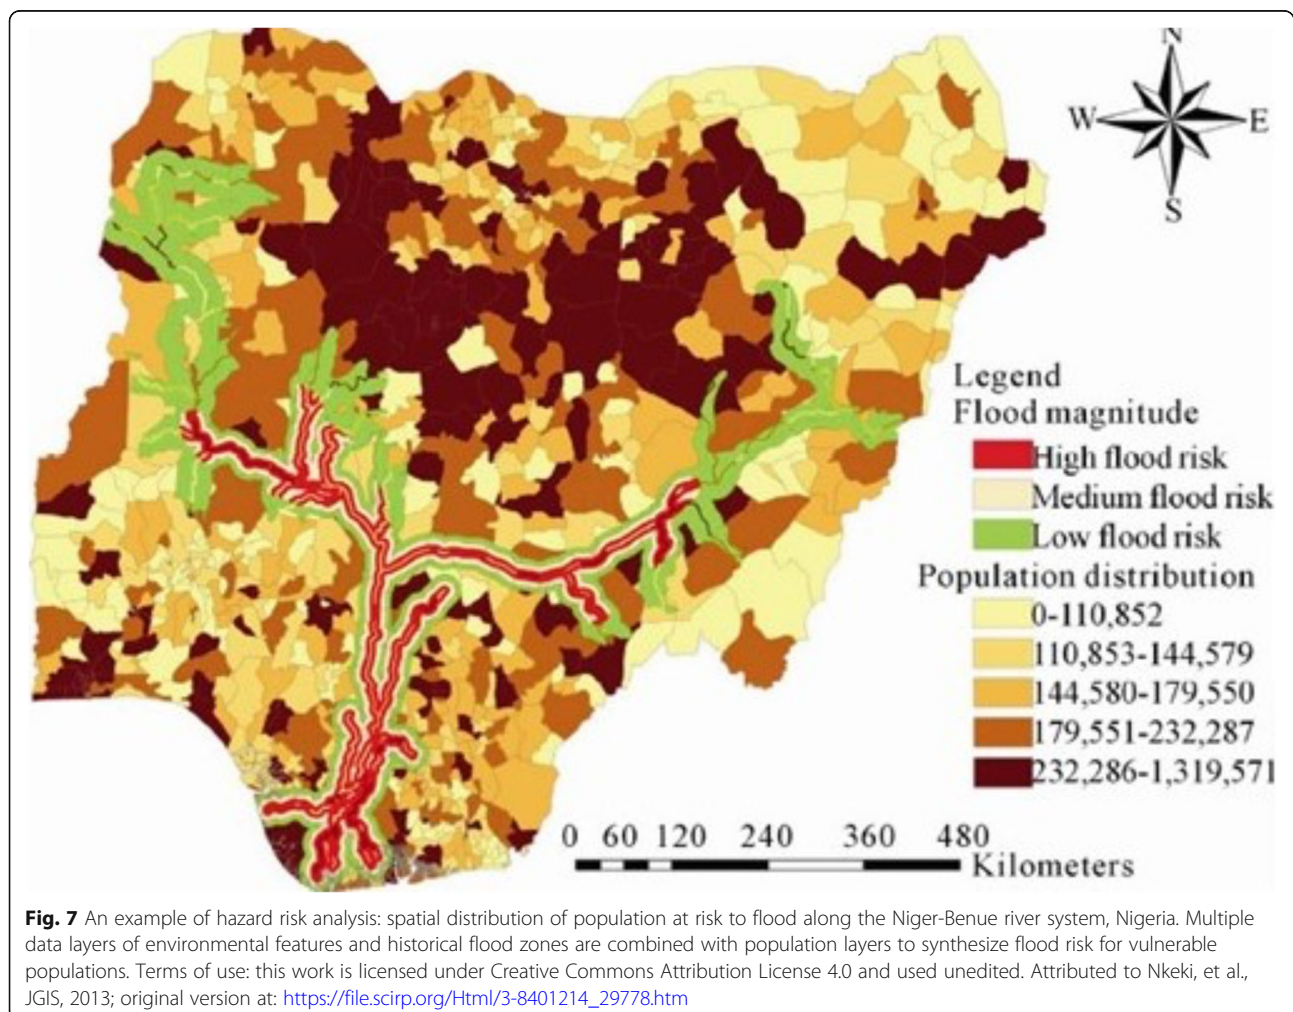 N
W
E
S
Legend
Flood magnitude
High flood risk
Medium flood risk
Low flood risk
Population distribution
0-110,852
110,853-144,579
144,580-179,550
179,551-232,287
232,286-1,319,571
0 60 120 240 360 480
Kilometers
Fig. 7 An example of hazard risk analysis: spatial distribution of population at risk to flood along the Niger-Benue river system, Nigeria. Multiple
data layers of environmental features and historical flood zones are combined with population layers to synthesize flood risk for vulnerable
populations. Terms of use: this work is licensed under Creative Commons Attribution License 4.0 and used unedited. Attributed to Nkeki, et al.,
JGIS, 2013; original version at: https://file.scirp.org/Html/3-8401214_29778.htm